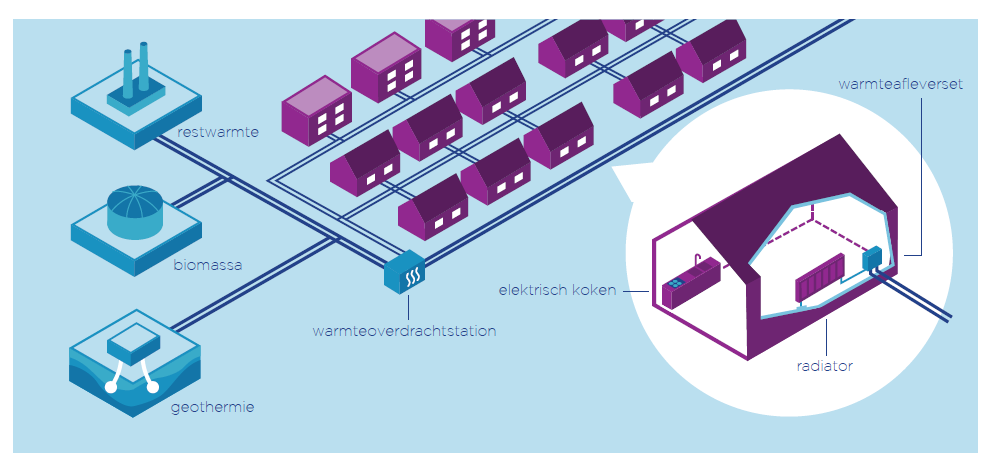 warmteafleverset
restwarmte
biomassa
elektrisch koken
warmteoverdrachtstation
radiator
geothermie